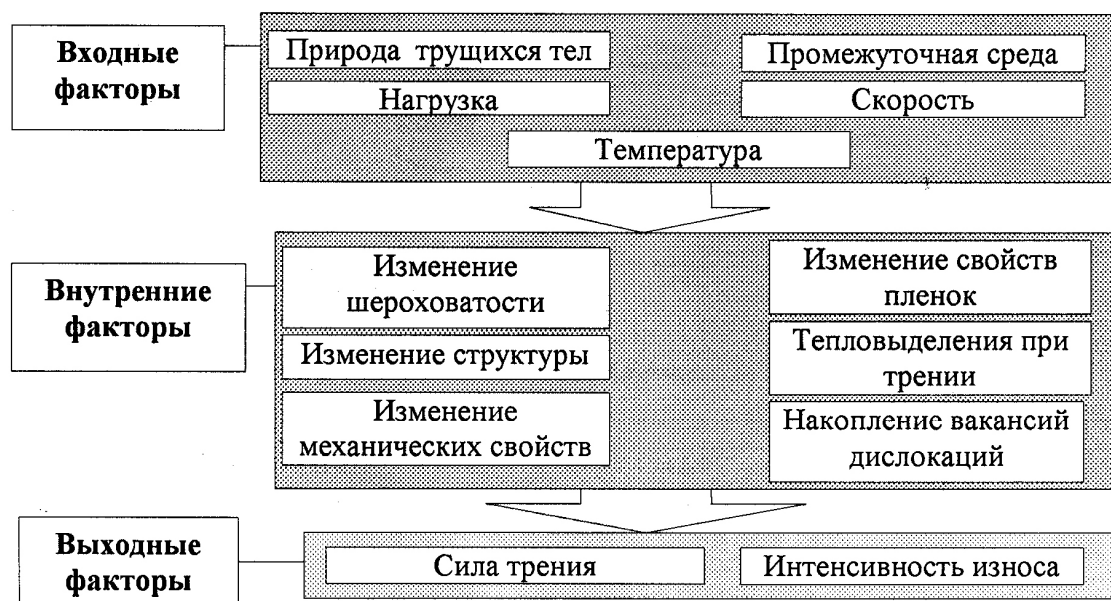 Входные
факторы
Природа трущихся тел
Промежуточная среда
Нагрузка
Скорость
Температура
Внутренние
факторы
Изменение
шероховатости
Изменение структуры
Изменение
механических свойств
Изменение свойств
пленок
Тепловыделения при
трении
Накопление вакансий
дислокаций
Выходные
факторы
Сила трения
Интенсивность износа